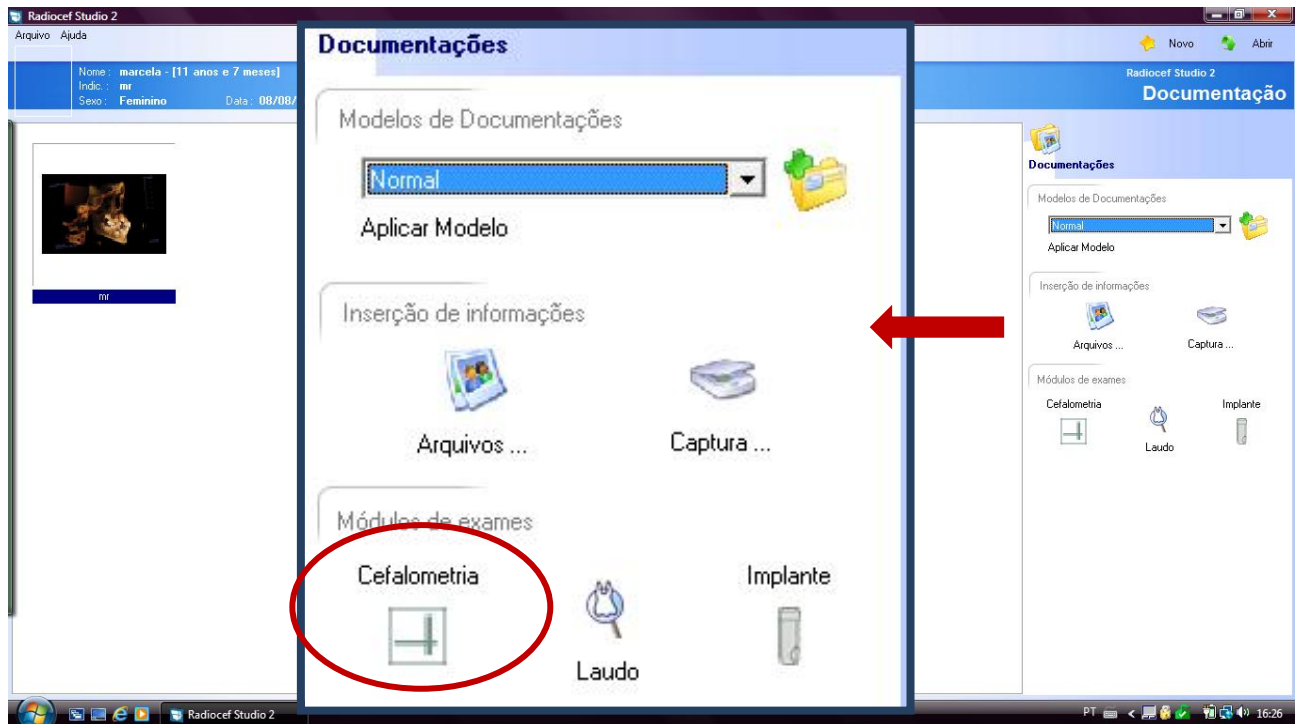 Radiocef Studio 2
Arquivo Ajuda
Novo Abrir
Nome: marcela - [11 anos e 7 meses]
Indic.: mr
Sexo: Feminino Data: 08/08/
Radiocef Studio 2
Documentação
mr
Documentações
Modelos de Documentações
Normal
Aplicar Modelo
Inserção de informações
Arquivos ... Captura ...
Módulos de exames
Cefalometria Implante
Laudo
Documentações
Modelos de Documentações
Normal
Aplicar Modelo
Inserção de informações
Arquivos ... Captura ...
Módulos de exames
Cefalometria Implante
Laudo
Radiocef Studio 2
PT 16:26